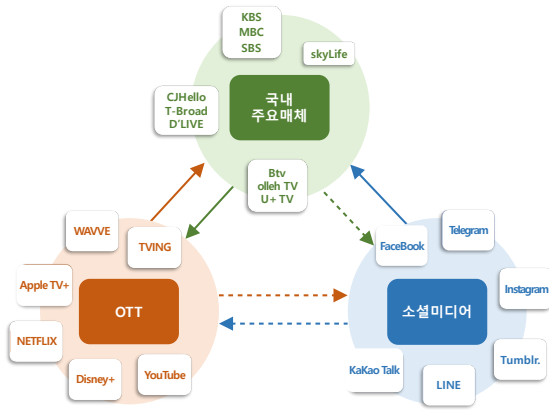 KBS
MBC
SBS
skyLife
국내
주요매체
CJHello
T-Broad
D'LIVE
Btv
olleh TV
U+ TV
WAVVE
TVING
Apple TV+
OTT
NETFLIX
Disney+
YouTube
FaceBook
Telegram
Instagram
소셜미디어
KaKao Talk
LINE
Tumblr.